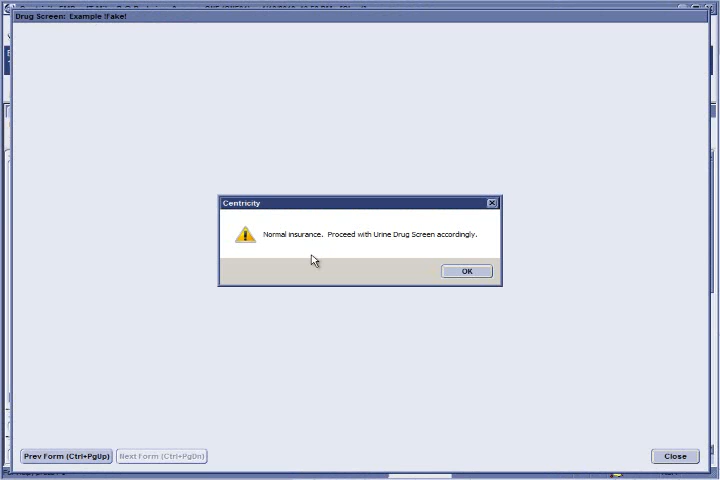 Drug Screen: Example !Fake!
Centricity
Normal insurance. Proceed with Urine Drug Screen accordingly.
OK
Prev Form (Ctrl+PgUp)
Next Form (Ctrl+PgDn)
Close